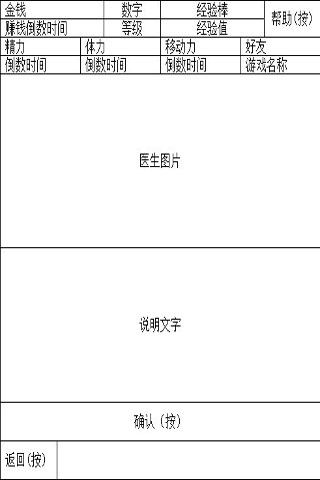 金钱 数字 经验棒 帮助(按)
赚钱倒数时间 等级 经验值
精力 体力 移动力 好友
倒数时间 倒数时间 倒数时间 游戏名称
医生图片
说明文字
确认（按）
返回(按)